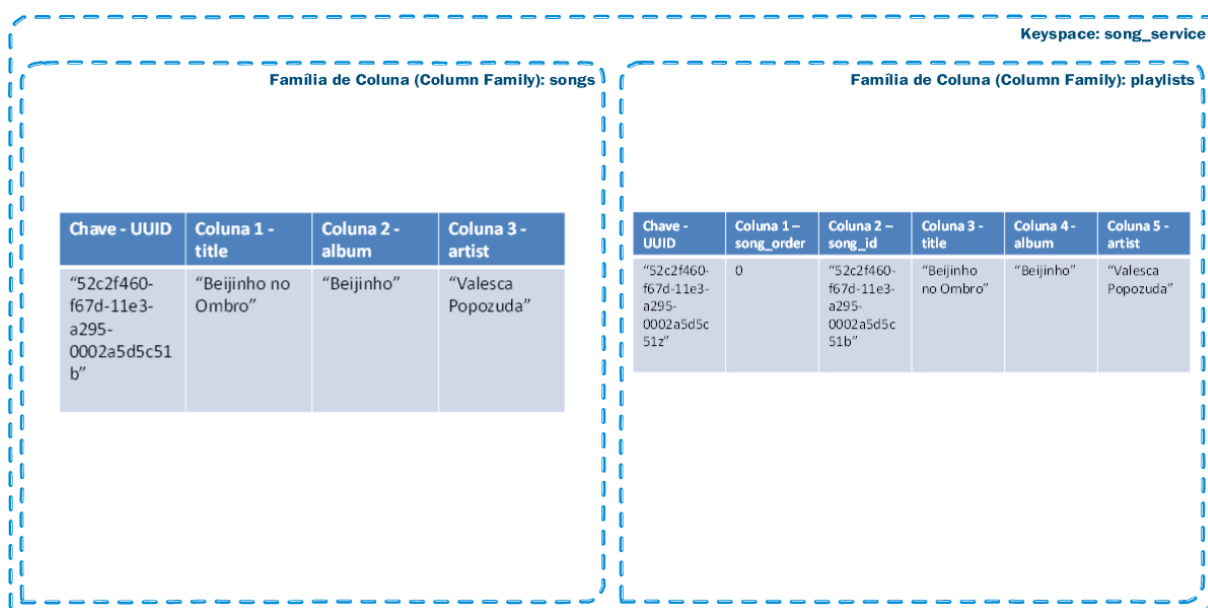 Keyspace: song_service
Família de Coluna (Column Family): songs
Chave - UUID
Coluna 1 -
title
Coluna 2 -
album
Coluna 3 -
artist
“52c2f460-
f67d-11e3-
a295-
0002a5d5c51
b”
“Beijinho no
Ombro”
“Beijinho”
“Valesca
Popozuda”
Família de Coluna (Column Family): playlists
Chave -
UUID
Coluna 1 –
song_order
Coluna 2 –
song_id
Coluna 3 -
title
Coluna 4 -
album
Coluna 5 -
artist
“52c2f460-
f67d-11e3-
a295-
0002a5d5c
51z”
0
“52c2f460-
f67d-11e3-
a295-
0002a5d5c
51b”
“Beijinho
no Ombro”
“Beijinho”
“Valesca
Popozuda”